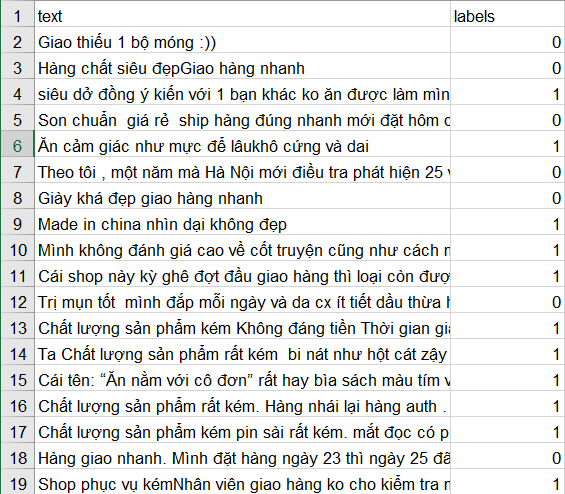 1 text labels
2 Giao thiếu 1 bộ móng :)) 0
3 Hàng chất siêu đẹpGiao hàng nhanh 0
4 siêu dở đồng ý kiến với 1 bạn khác ko ăn được làm mìn 1
5 Son chuẩn giá rẻ ship hàng đúng nhanh mới đặt hôm 0
6 Ăn cảm giác như mực để lâukhô cứng và dai 1
7 Theo tôi , một năm mà Hà Nội mới điều tra phát hiện 25 0
8 Giày khá đẹp giao hàng nhanh 0
9 Made in china nhìn dại không đẹp 1
10 Mình không đánh giá cao về cốt truyện cũng như cách 1
11 Cái shop này kỳ ghê đợt đầu giao hàng thì loại còn đượ 1
12 Trị mụn tốt mình đắp mỗi ngày và da cx ít tiết dầu thừa 0
13 Chất lượng sản phẩm kém Không đáng tiền Thời gian gi 1
14 Ta Chất lượng sản phẩm rất kém bi nát như hột cát zậy 1
15 Cái tên: “Ăn nằm với cô đơn” rất hay bìa sách màu tím v 1
16 Chất lượng sản phẩm rất kém. Hàng nhái lại hàng auth . 1
17 Chất lượng sản phẩm kém pin sài rất kém. mắt đọc có p 1
18 Hàng giao nhanh. Mình đặt hàng ngày 23 thì ngày 25 đã 0
19 Shop phục vụ kémNhân viên giao hàng ko cho kiểm tra 1